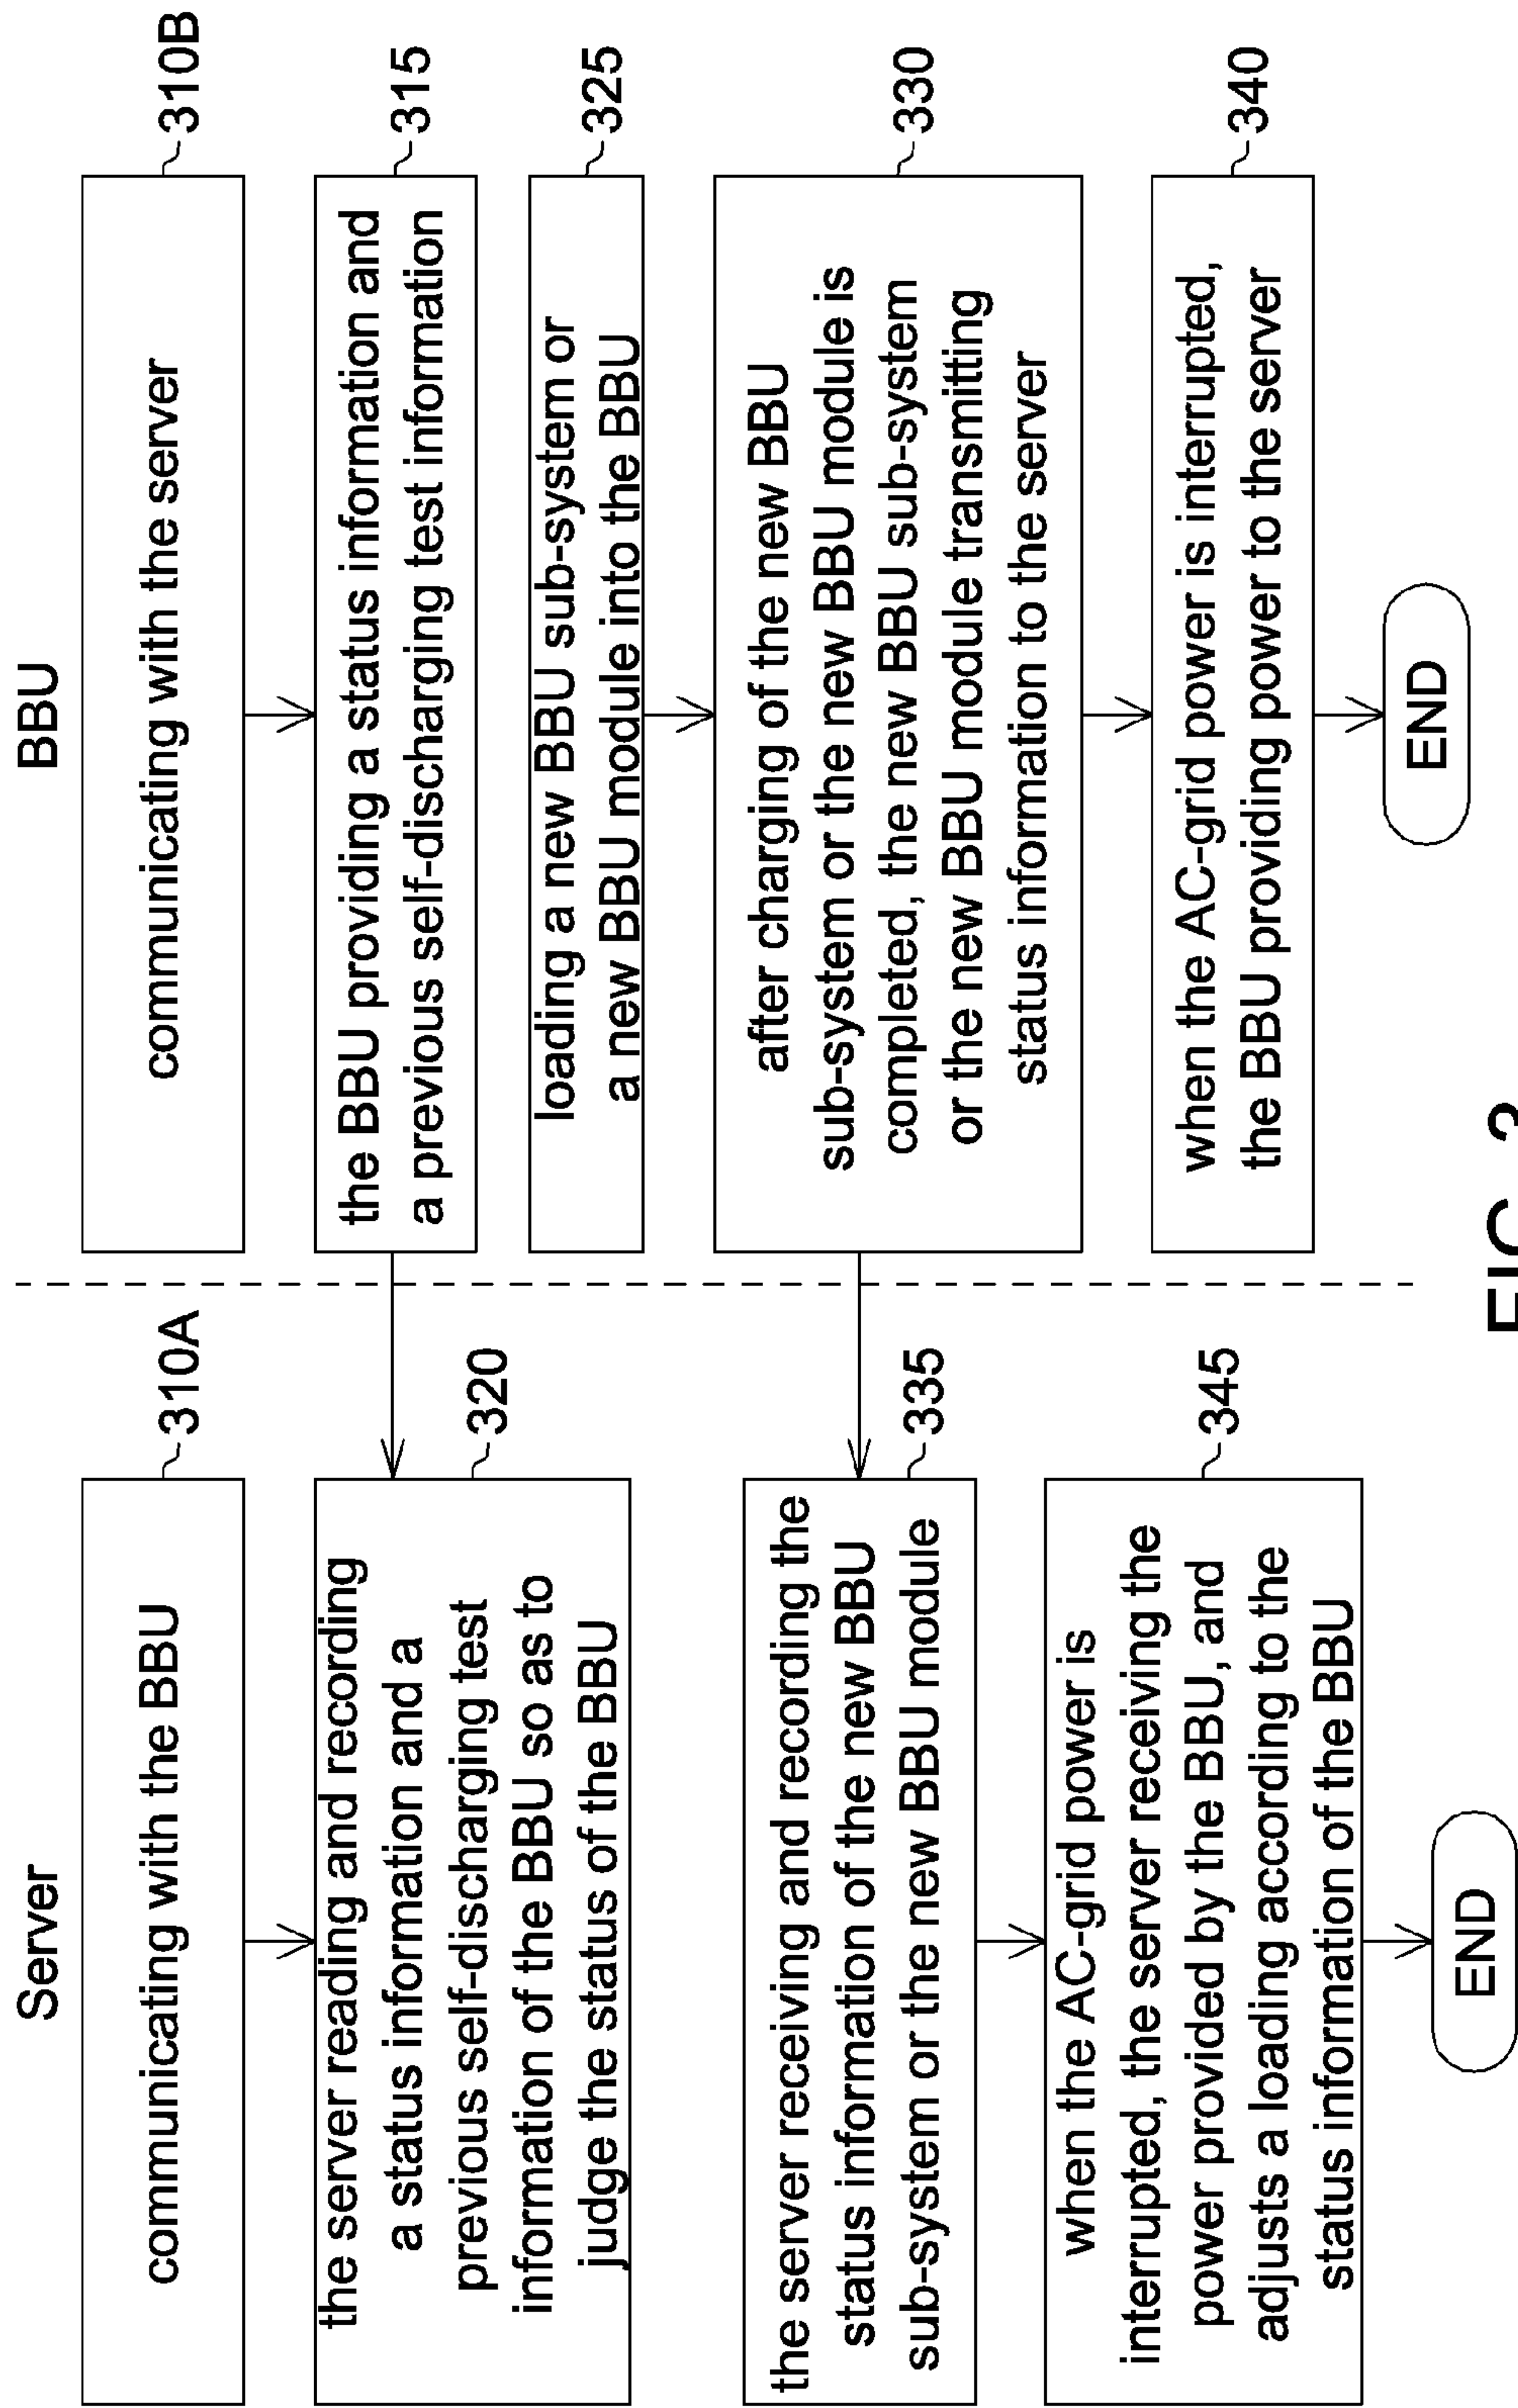 Server
BBU
communicating with the BBU
310A
communicating with the server
310B
the server reading and recording
a status information and a
previous self-discharging test
information of the BBU so as to
judge the status of the BBU
320
the BBU providing a status information and
a previous self-discharging test information
315
loading a new BBU sub-system or
a new BBU module into the BBU
325
after charging of the new BBU
sub-system or the new BBU module is
completed, the new BBU sub-system
or the new BBU module transmitting
status information to the server
330
the server receiving and recording the
status information of the new BBU
sub-system or the new BBU module
335
when the AC-grid power is
interrupted, the server receiving the
power provided by the BBU, and
adjusts a loading according to the
status information of the BBU
345
when the AC-grid power is interrupted,
the BBU providing power to the server
340
END
END
FIG. 3